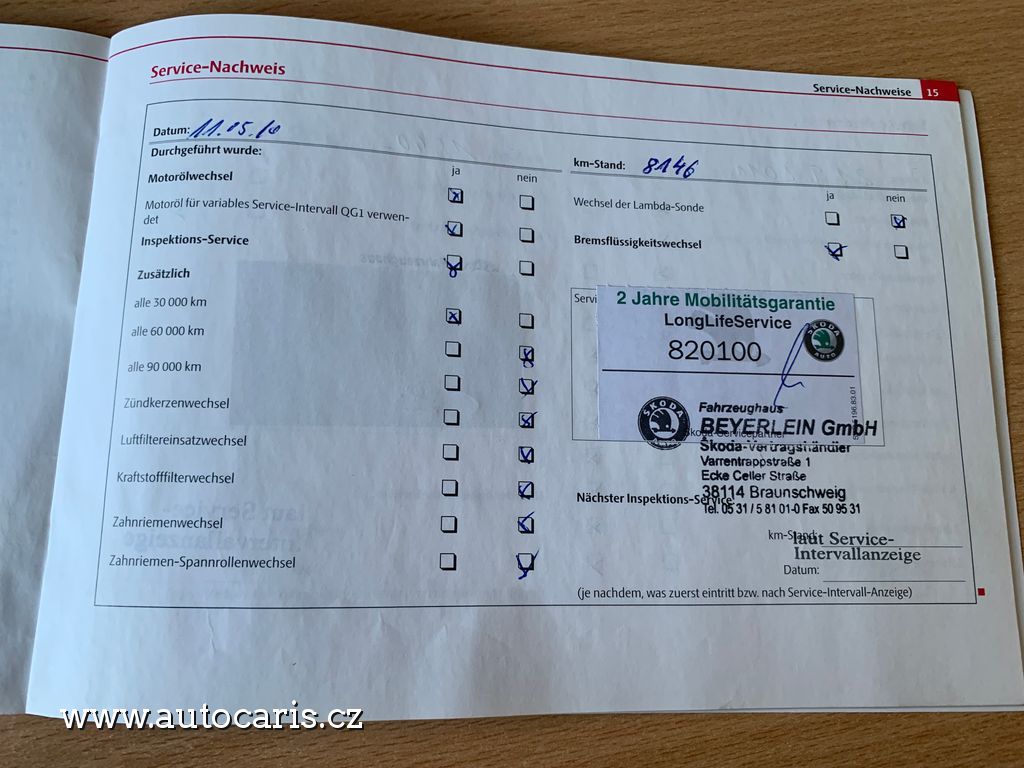 Service-Nachweis
Service-Nachweise 15
Datum: 11.05.10
Durchgeführt wurde:
ja nein
Motorölwechsel
Motoröl für variables Service-Intervall QG1 verwen-
det
Inspektions-Service
Zusätzlich
alle 30 000 km
alle 60 000 km
alle 90 000 km
Zündkerzenwechsel
Luftfiltereinsatzwechsel
Kraftstofffilterwechsel
Zahnriemenwechsel
Zahnriemen-Spannrollenwechsel
km-Stand: 8146
ja nein
Wechsel der Lambda-Sonde
Bremsflüssigkeitswechsel
2 Jahre Mobilitätsgarantie
LongLifeService
820100
SKODA
AUTO
SKODA
Fahrzeughaus
BEYERLEIN GmbH
Skoda-Vertragshändler
Varrentrappstraße 1
Ecke Celler Straße
38114 Braunschweig
Tel. 05 31 / 5 81 01-0 Fax 50 95 31
Nächster Inspektions-Service:
km-Stand:
laut Service-
Intervallanzeige
Datum:
(je nachdem, was zuerst eintritt bzw. nach Service-Intervall-Anzeige)
www.autocaris.cz